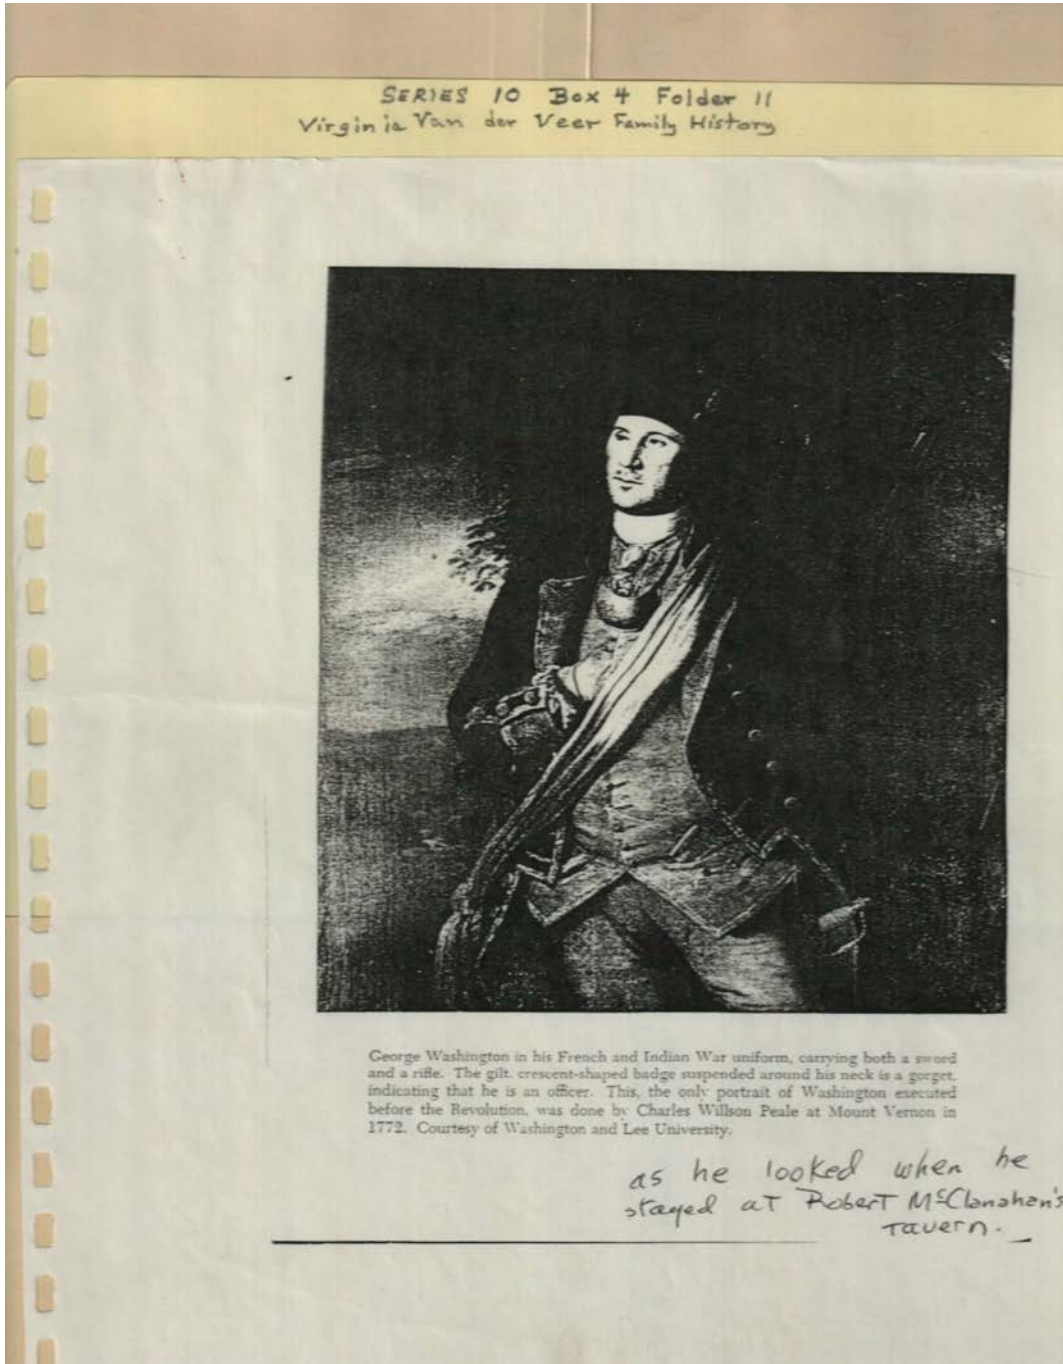 SERIES 10 Box 4 Folder 11
Virginia Van der Veer Family History
George Washington in his French and Indian War uniform, carrying both a sword
and a rifle. The gilt, crescent-shaped badge suspended around his neck is a gorget,
indicating that he is an officer. This, the only portrait of Washington executed
before the Revolution, was done by Charles Willson Peale at Mount Vernon in
1772. Courtesy of Washington and Lee University.
as he looked when he
stayed at Robert McClanahan's
Tavern.